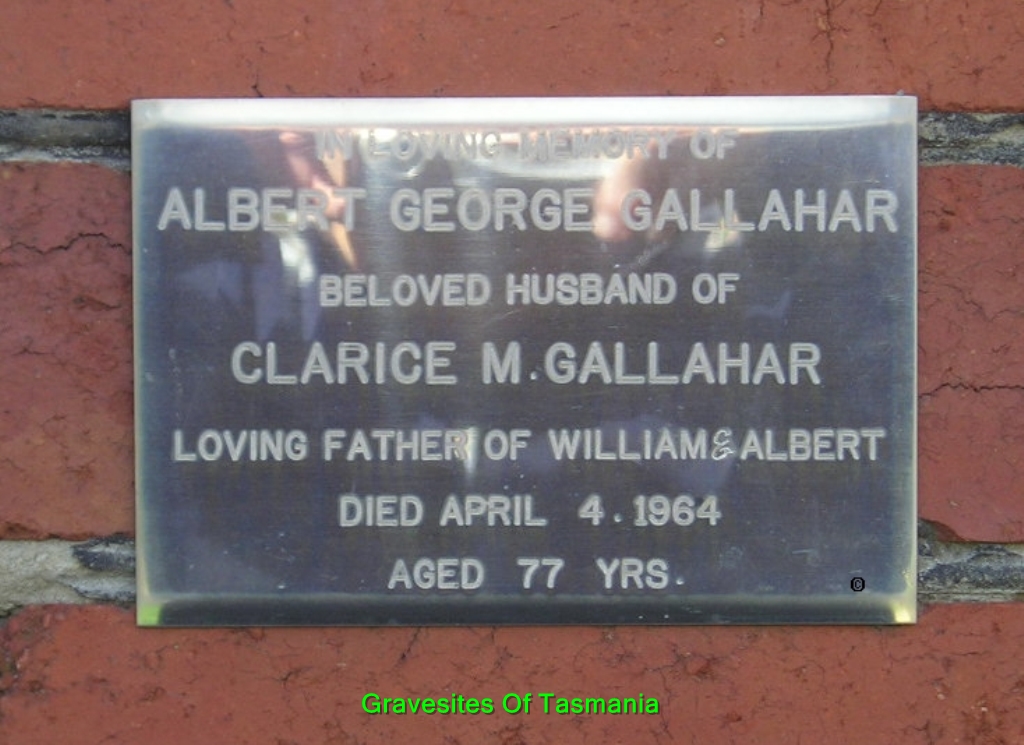 IN LOVING MEMORY OF
ALBERT GEORGE GALLAHAR
BELOVED HUSBAND OF
CLARICE M. GALLAHAR
LOVING FATHER OF WILLIAM & ALBERT
DIED APRIL 4. 1964
AGED 77 YRS.
©
Gravesites Of Tasmania